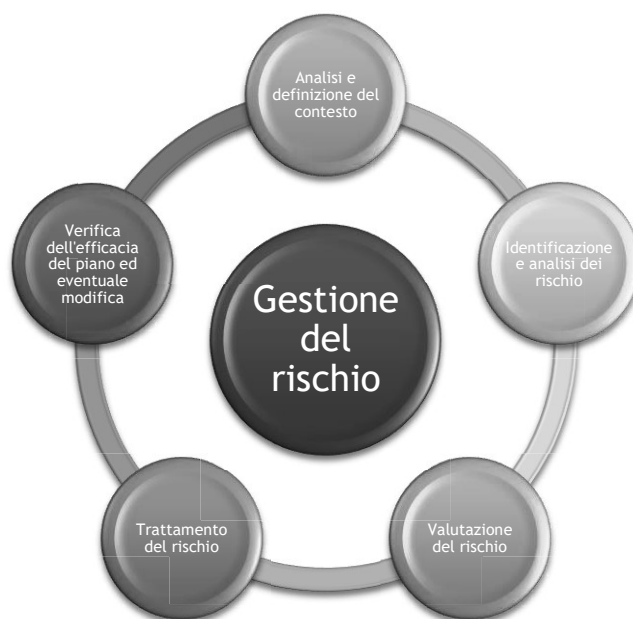 Analisi e
definizione del
contesto
Identificazione
e analisi dei
rischio
Valutazione
del rischio
Trattamento
del rischio
Verifica
dell'efficacia
del piano ed
eventuale
modifica
Gestione
del
rischio